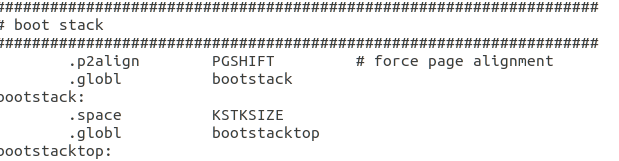 ###################################################################
# boot stack
###################################################################
.p2align PGSHIFT # force page alignment
.globl bootstack
bootstack:
.space KSTKSIZE
.globl bootstacktop
bootstacktop: